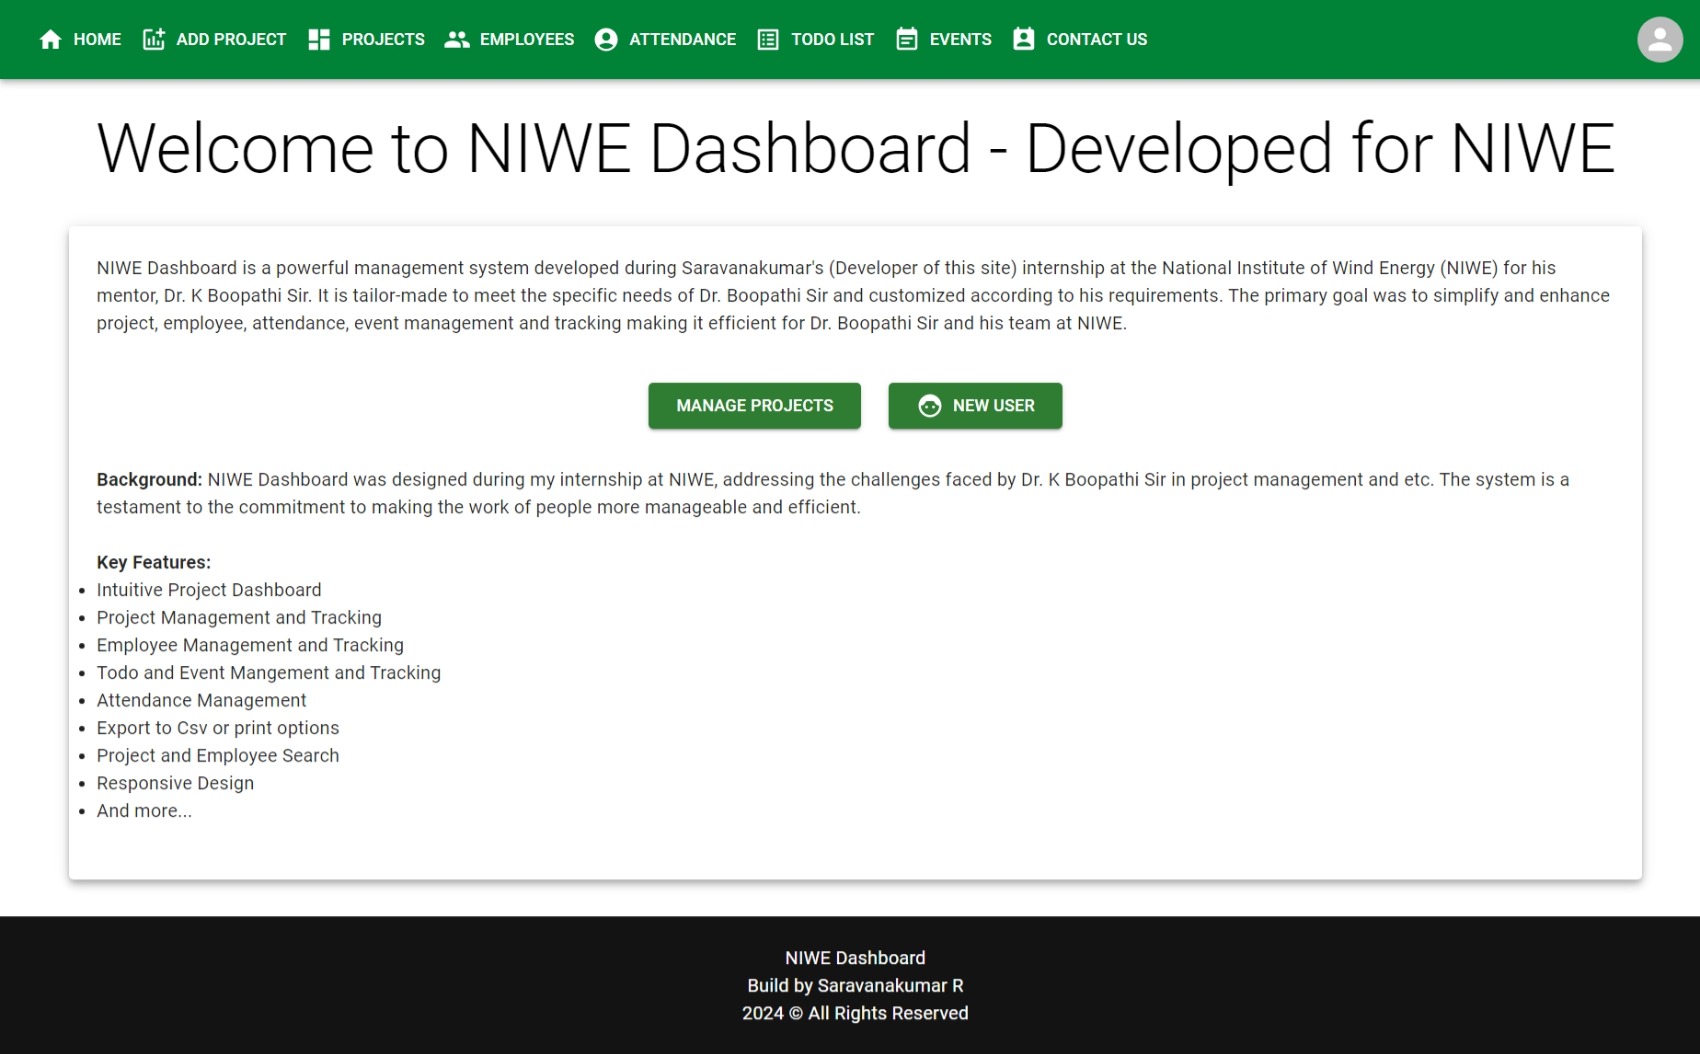 HOME ADD PROJECT PROJECTS EMPLOYEES ATTENDANCE TODO LIST EVENTS CONTACT US
Welcome to NIWE Dashboard - Developed for NIWE
NIWE Dashboard is a powerful management system developed during Saravanakumar's (Developer of this site) internship at the National Institute of Wind Energy (NIWE) for his
mentor, Dr. K Boopathi Sir. It is tailor-made to meet the specific needs of Dr. Boopathi Sir and customized according to his requirements. The primary goal was to simplify and enhance
project, employee, attendance, event management and tracking making it efficient for Dr. Boopathi Sir and his team at NIWE.
MANAGE PROJECTS NEW USER
Background: NIWE Dashboard was designed during my internship at NIWE, addressing the challenges faced by Dr. K Boopathi Sir in project management and etc. The system is a
testament to the commitment to making the work of people more manageable and efficient.
Key Features:
• Intuitive Project Dashboard
• Project Management and Tracking
• Employee Management and Tracking
• Todo and Event Mangement and Tracking
• Attendance Management
• Export to Csv or print options
• Project and Employee Search
• Responsive Design
• And more...
NIWE Dashboard
Build by Saravanakumar R
2024 © All Rights Reserved